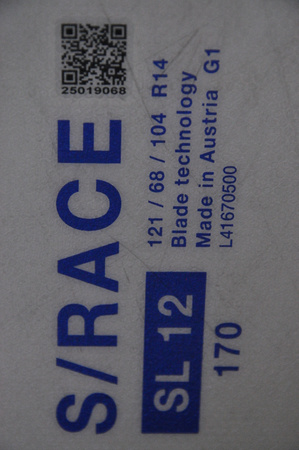 25019068
S/RACE
121 / 68 / 104 R14
Blade technology
Made in Austria G1
L41670500
SL 12
170